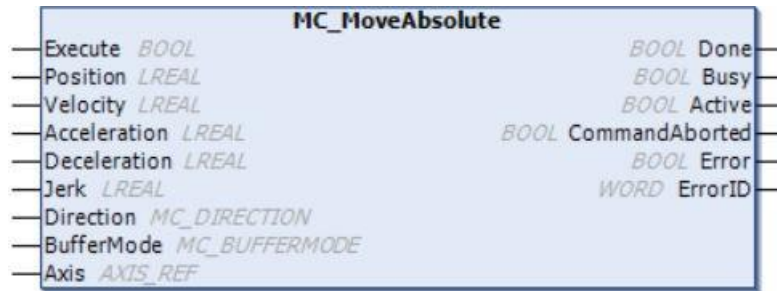 MC_MoveAbsolute
Execute BOOL BOOL Done
Position LREAL BOOL Busy
Velocity LREAL BOOL Active
Acceleration LREAL BOOL CommandAborted
Deceleration LREAL BOOL Error
Jerk LREAL WORD ErrorID
Direction MC_DIRECTION
BufferMode MC_BUFFERMODE
Axis AXIS_REF